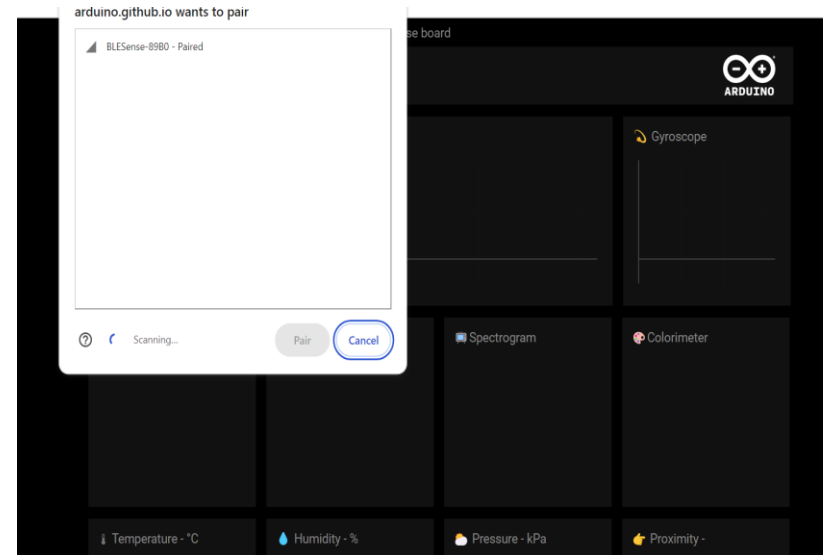 arduino.github.io wants to pair
BLESense-89B0 - Paired
se board
ARDUINO
Gyroscope
Scanning...
Pair
Cancel
Spectrogram
Colorimeter
Temperature - °C
Humidity - %
Pressure - kPa
Proximity -